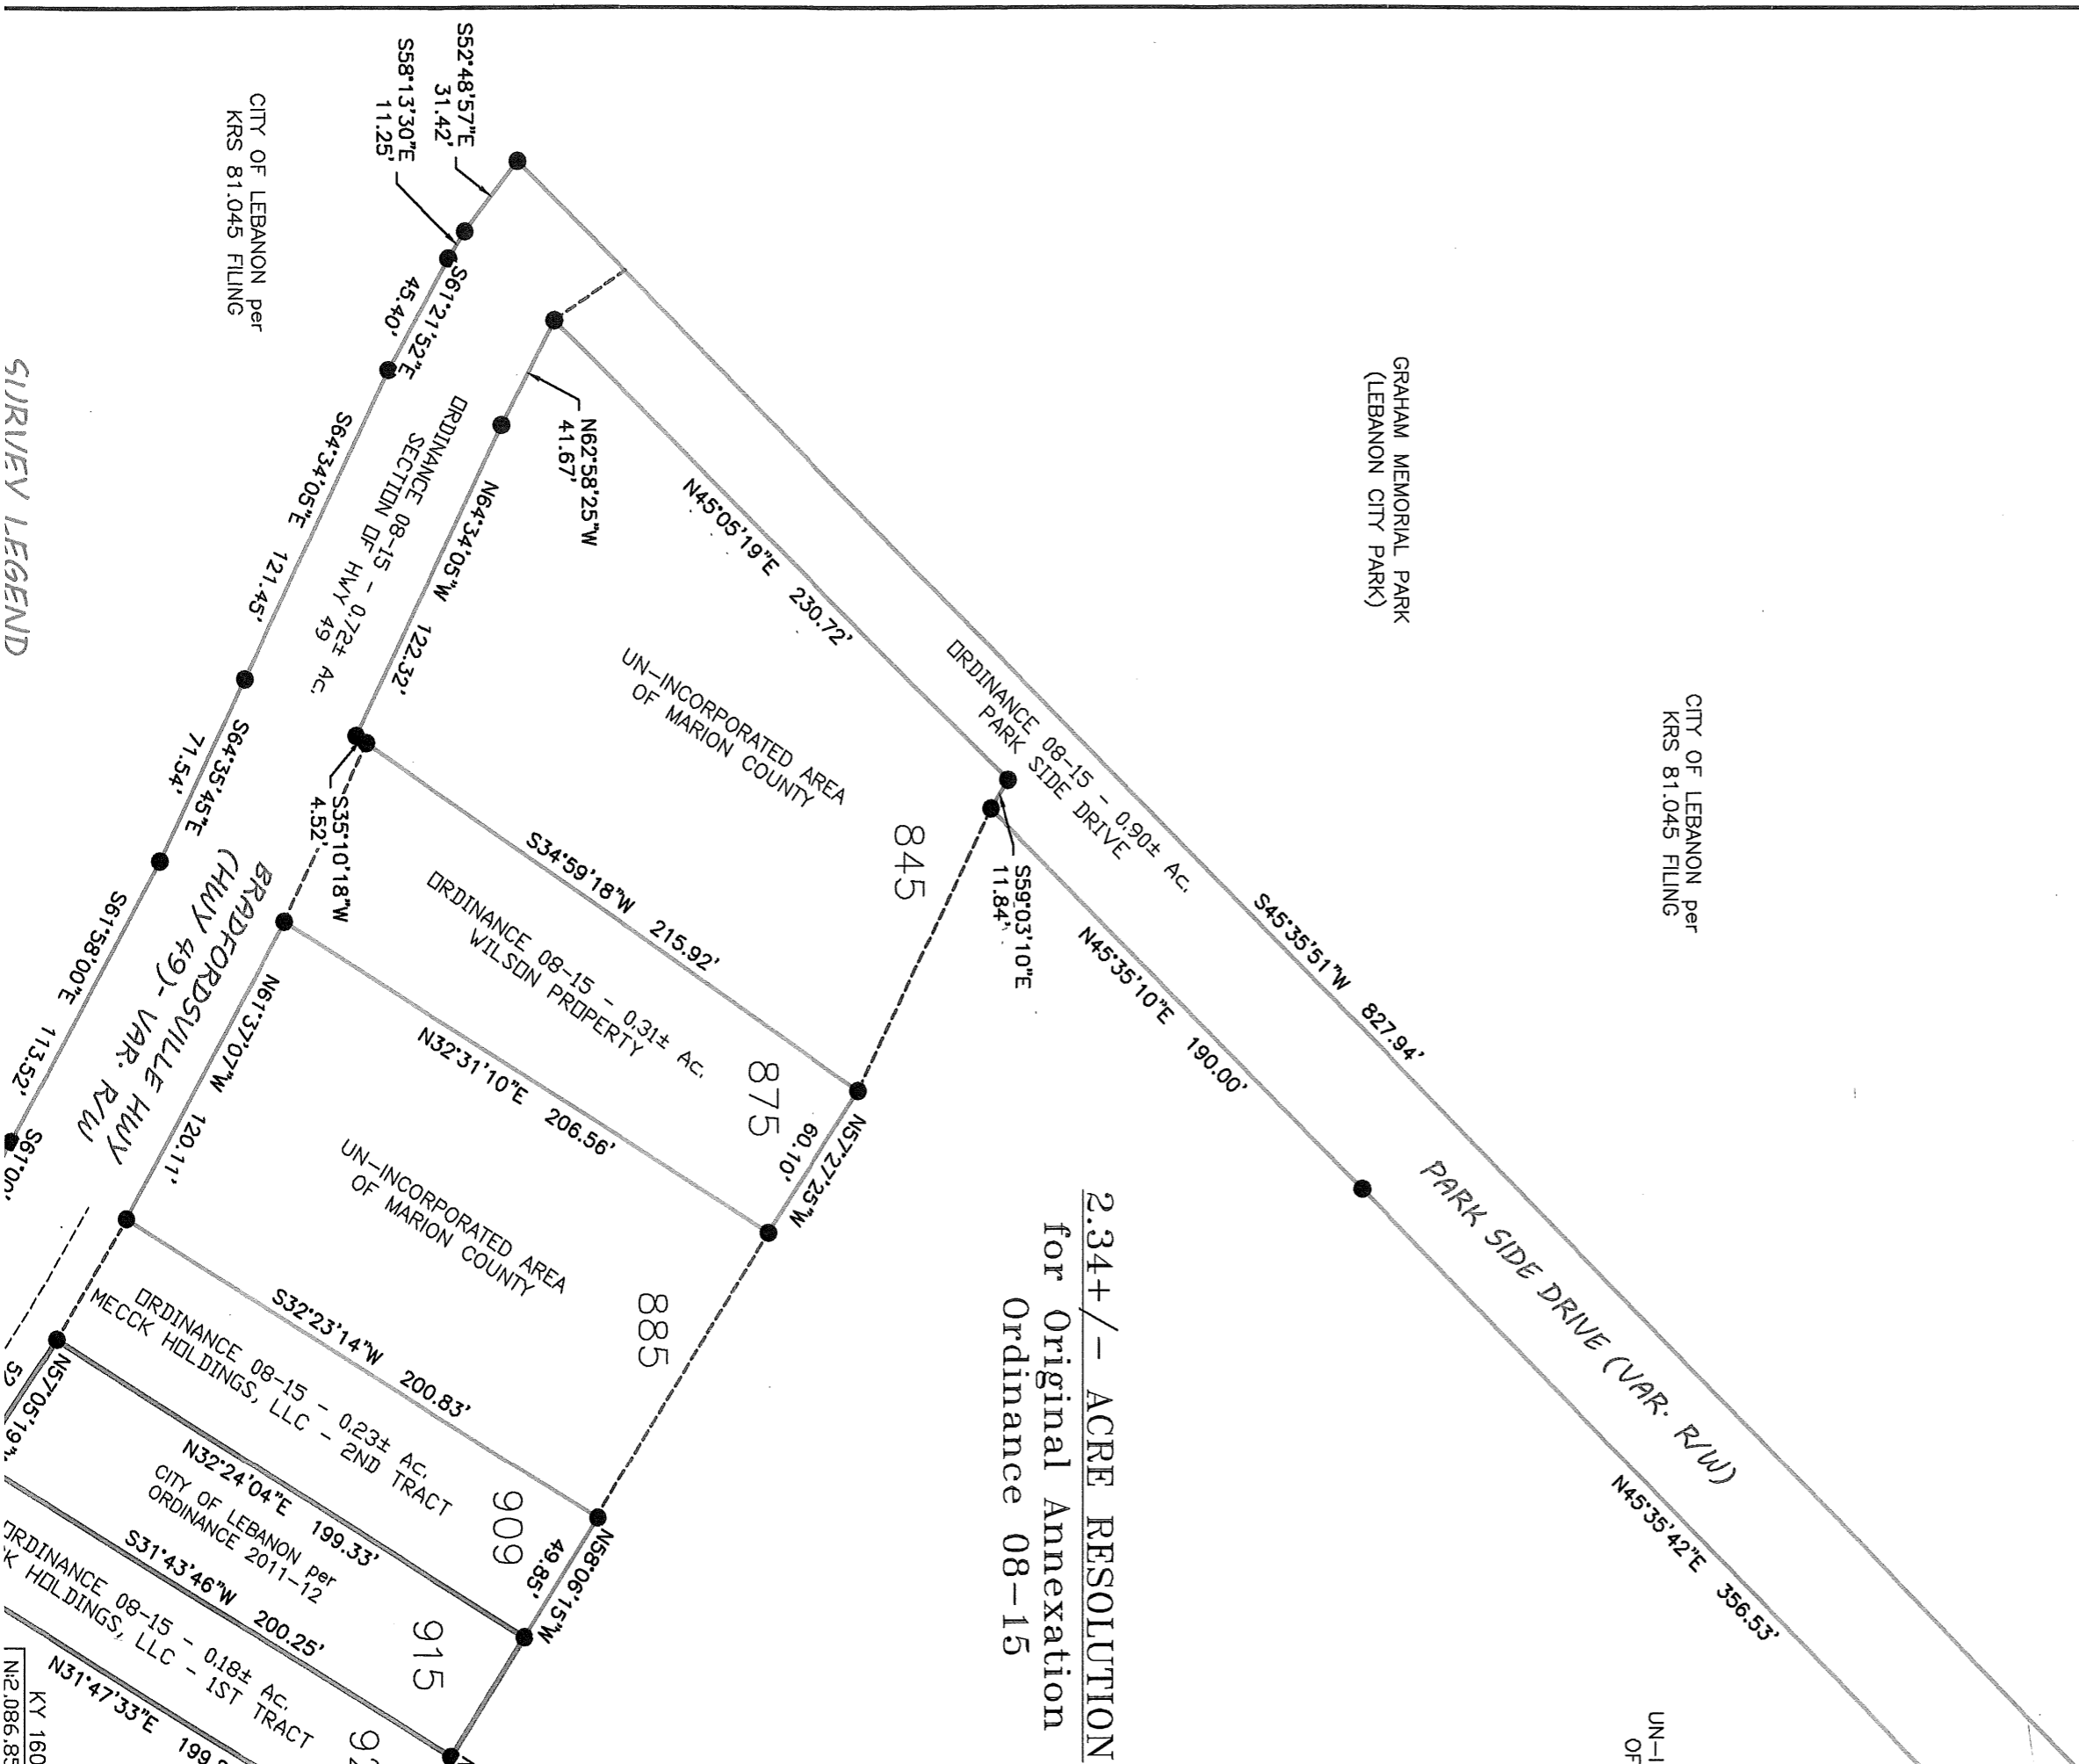 S52°48'57"E
31.42'
S58°13'30"E
11.25'
CITY OF LEBANON per
KRS 81.045 FILING
SURVEY LEGEND
S61°21'52"E
45.40'
S64°34'05"E 121.45'
S64°35'45"E
71.54'
S61°58'00"E 113.52'
ORDINANCE 08-15 - 0.72± AC.
SECTION OF HWY 49
49
N62°58'25"W
41.67'
N64°34'05"W 122.32'
S35°10'18"W
4.52'
BRADFORDSVILLE HWY
(HWY 49)- VAR. R/W
GRAHAM MEMORIAL PARK
(LEBANON CITY PARK)
CITY OF LEBANON per
KRS 81.045 FILING
N45°05'19"E 230.72'
UN-INCORPORATED AREA
OF MARION COUNTY
845
ORDINANCE 08-15 - 0.90± AC.
PARK SIDE DRIVE
S59°03'10"E
11.84'
S45°35'51"W 827.94'
N45°35'10"E 190.00'
PARK SIDE DRIVE (VAR. R/W)
N45°35'42"E 356.53'
S34°59'18"W 215.92'
ORDINANCE 08-15 - 0.31± AC.
WILSON PROPERTY
875
N57°27'25"W
60.10'
N32°31'10"E 206.56'
N61°37'07"W 120.11'
UN-INCORPORATED AREA
OF MARION COUNTY
885
2.34+/- ACRE RESOLUTION
for Original Annexation
Ordinance 08-15
S32°23'14"W 200.83'
ORDINANCE 08-15 - 0.23± AC.
MECCK HOLDINGS, LLC - 2ND TRACT
909
N58°06'15"W
49.85'
N57°05'19"
N32°24'04"E 199.33'
CITY OF LEBANON per
ORDINANCE 2011-12
915
S31°43'46"W 200.25'
ORDINANCE 08-15 - 0.18± AC.
CK HOLDINGS, LLC - 1ST TRACT
N31°47'33"E 199.
KY 160
N:2,086,85
UN-I
OF